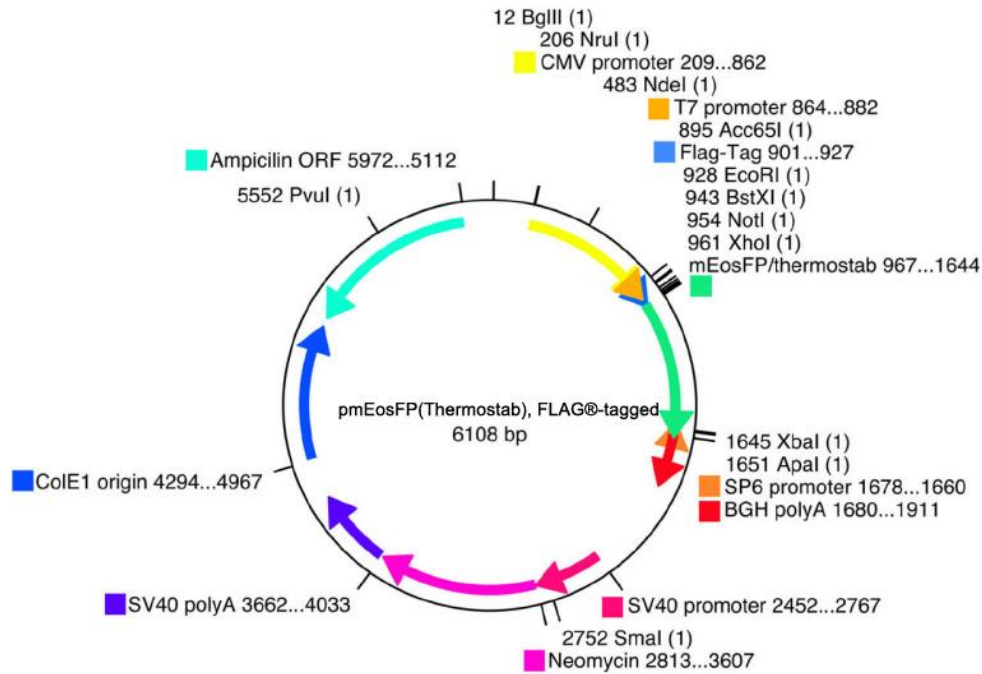 12 BglII (1)
206 NruI (1)
CMV promoter 209...862
483 NdeI (1)
T7 promoter 864...882
895 Acc65I (1)
Flag-Tag 901...927
928 EcoRI (1)
943 BstXI (1)
954 NotI (1)
961 XhoI (1)
mEosFP/thermostab 967...1644
Ampicilin ORF 5972...5112
5552 PvuI (1)
pmEosFP(Thermostab), FLAG®-tagged
6108 bp
1645 XbaI (1)
1651 ApaI (1)
SP6 promoter 1678...1660
BGH polyA 1680...1911
ColE1 origin 4294...4967
SV40 polyA 3662...4033
SV40 promoter 2452...2767
2752 SmaI (1)
Neomycin 2813...3607